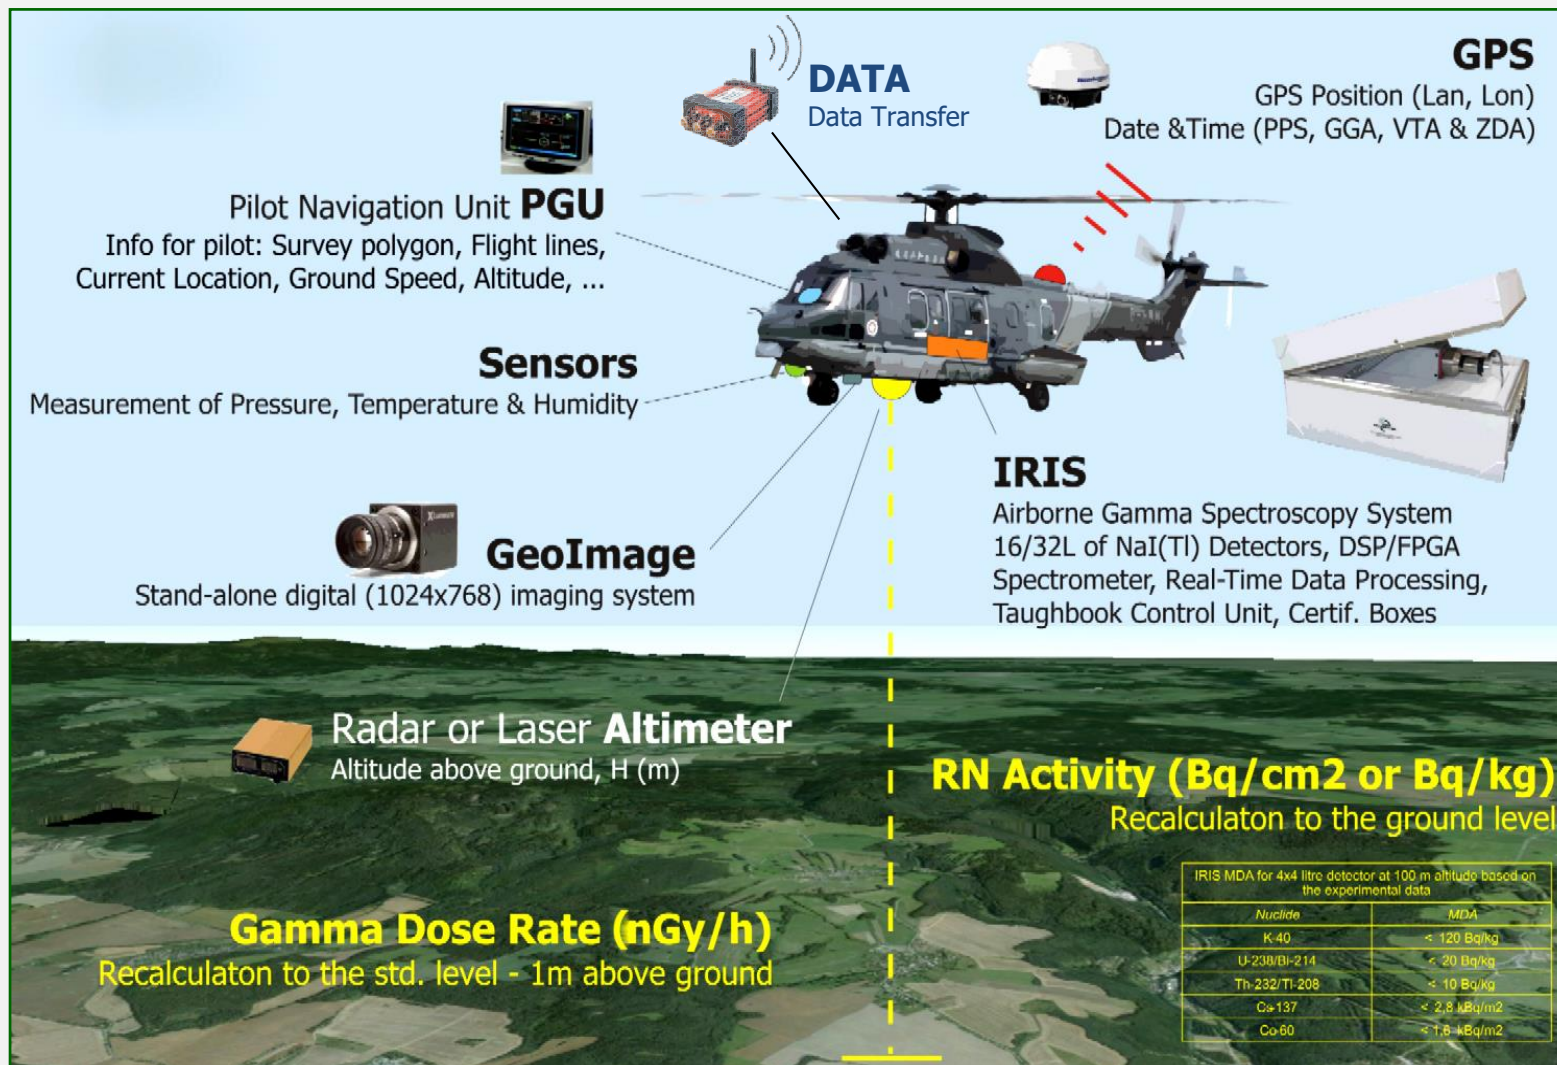 DATA
Data Transfer
GPS
GPS Position (Lan, Lon)
Date &Time (PPS, GGA, VTA & ZDA)
Pilot Navigation Unit PGU
Info for pilot: Survey polygon, Flight lines,
Current Location, Ground Speed, Altitude, ...
Sensors
Measurement of Pressure, Temperature & Humidity
GeoImage
Stand-alone digital (1024x768) imaging system
IRIS
Airborne Gamma Spectroscopy System
16/32L of NaI(Tl) Detectors, DSP/FPGA
Spectrometer, Real-Time Data Processing,
Taughbook Control Unit, Certif. Boxes
Radar or Laser Altimeter
Altitude above ground, H (m)
RN Activity (Bq/cm2 or Bq/kg)
Recalculaton to the ground level
Gamma Dose Rate (nGy/h)
Recalculaton to the std. level - 1m above ground
IRIS MDA for 4x4 litre detector at 100 m altitude based on
the experimental data
Nuclide MDA
K-40 < 120 Bq/kg
U-238/Bi-214 < 20 Bq/kg
Th-232/Tl-208 < 10 Bq/kg
Cs-137 < 2,8 kBq/m2
Co-60 < 1,6 kBq/m2